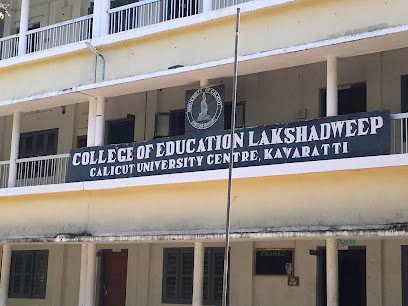 COLLEGE OF EDUCATION LAKSHADWEEP
CALICUT UNIVERSITY CENTRE, KAVARATTI